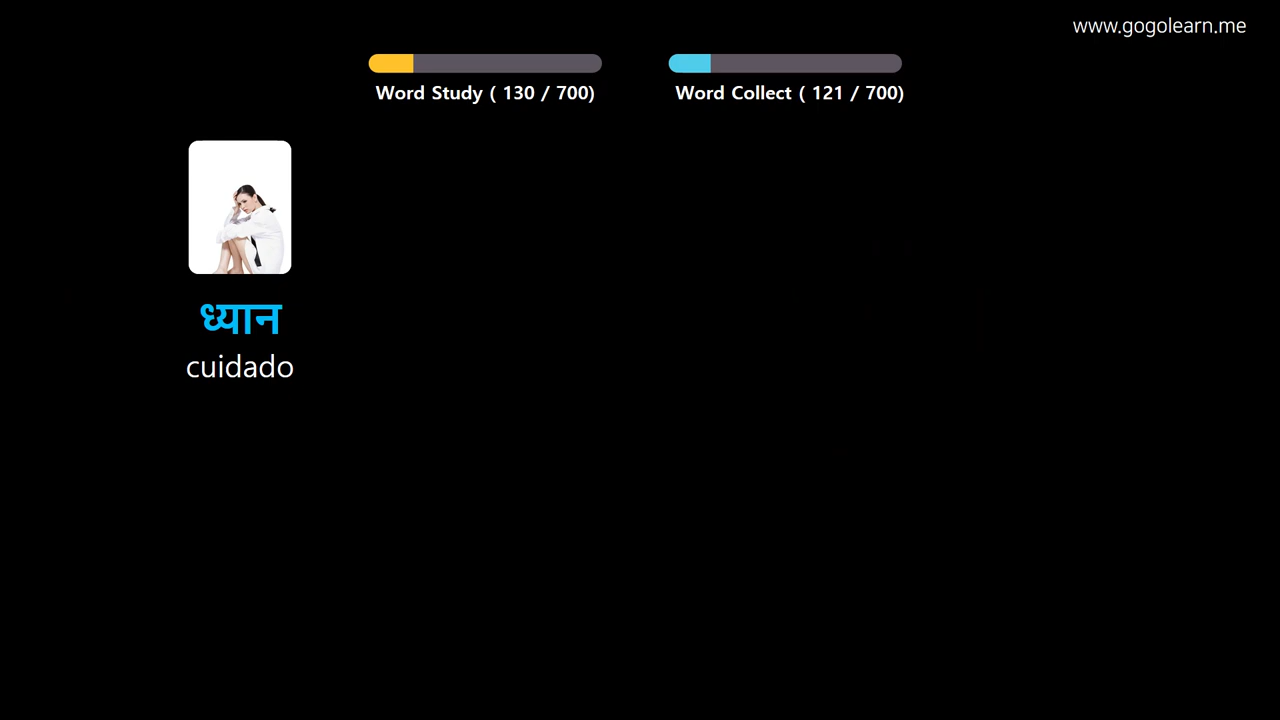 www.gogolearn.me
Word Study ( 130 / 700)
Word Collect ( 121 / 700)
ध्यान
cuidado